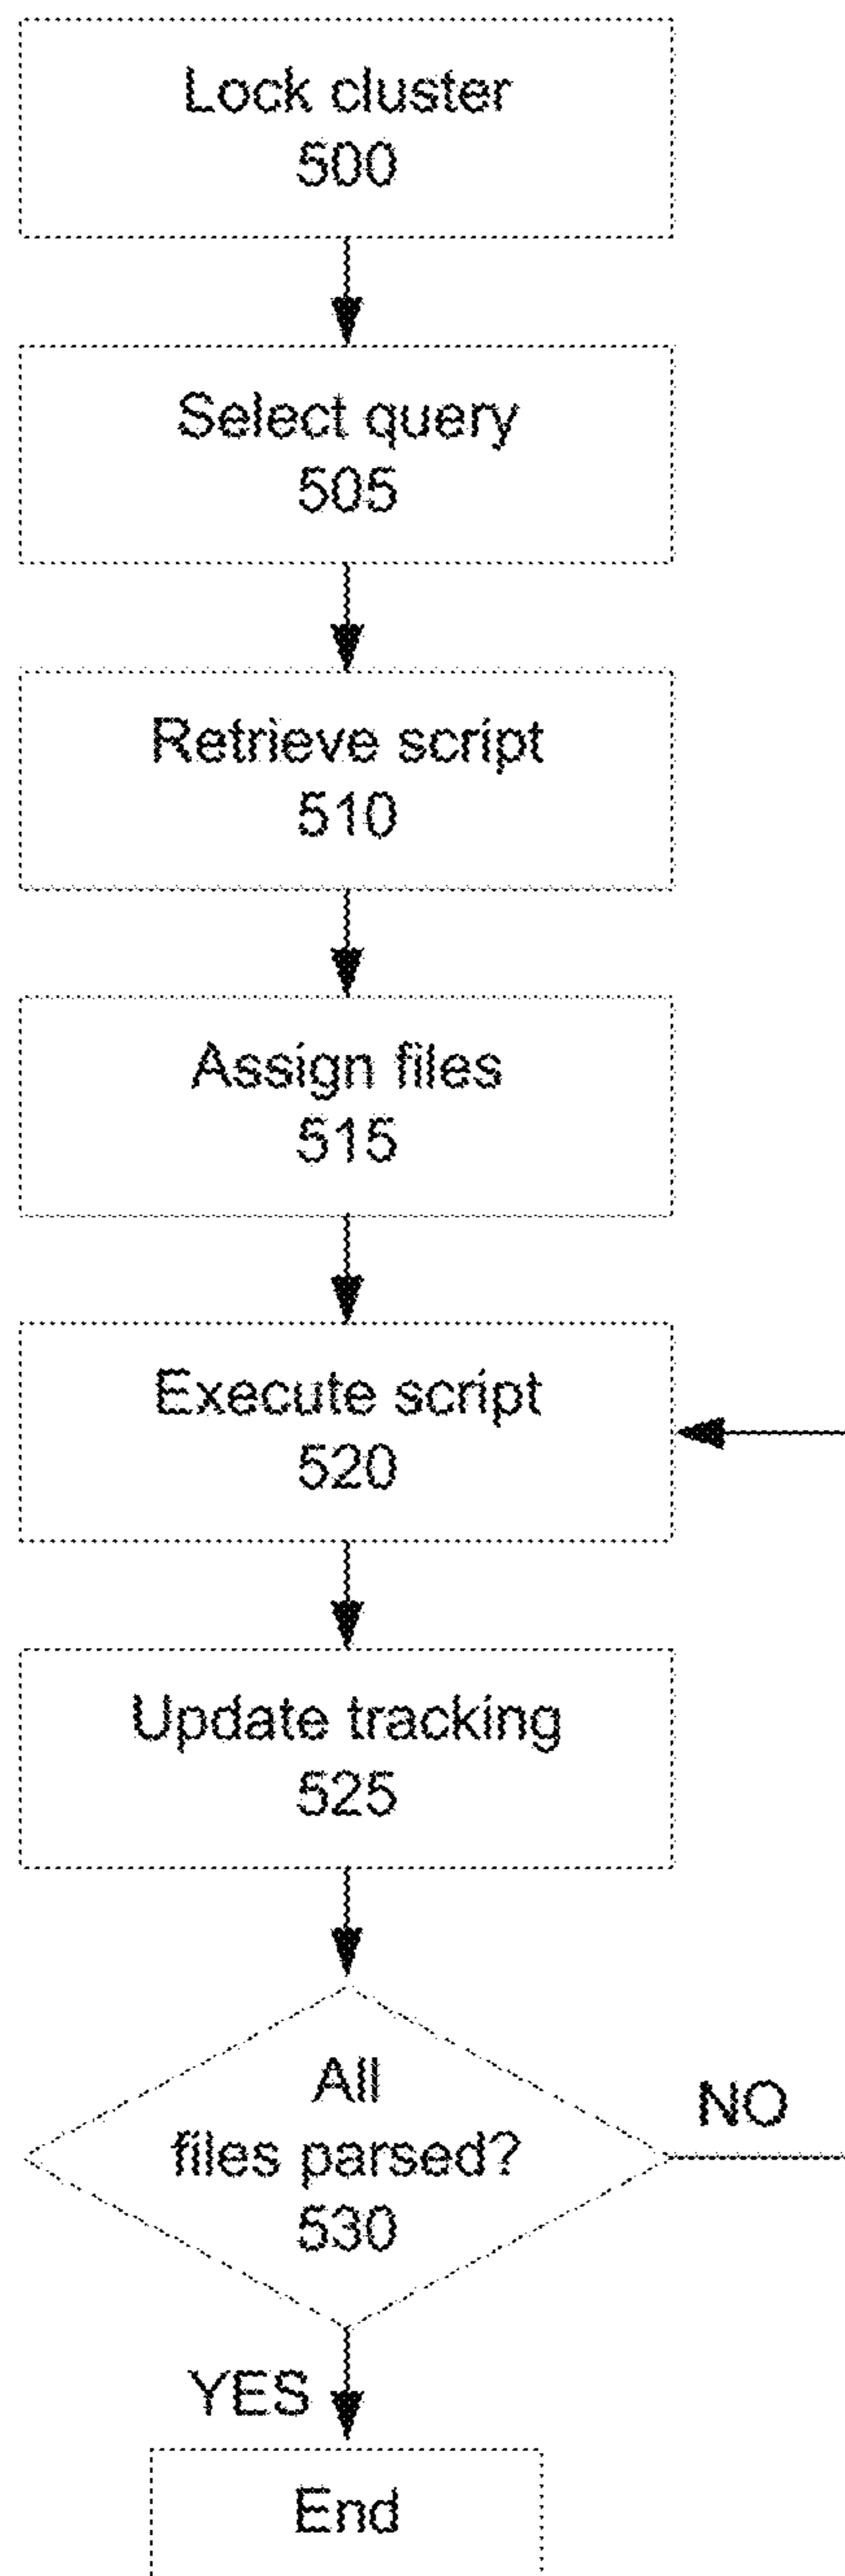 Lock cluster
500
Select query
505
Retrieve script
510
Assign files
515
Execute script
520
Update tracking
525
All
files parsed?
530
NO
YES
End